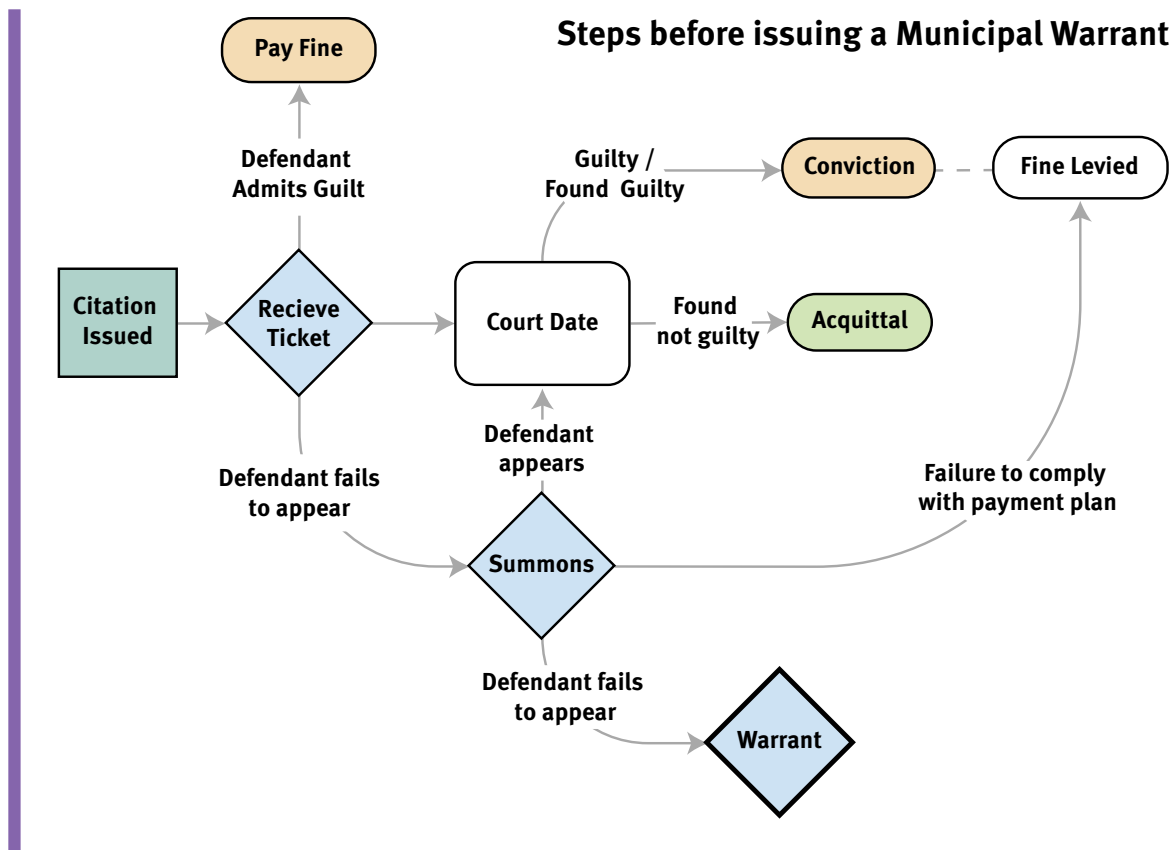 Steps before issuing a Municipal Warrant
Pay Fine
Defendant
Admits Guilt
Guilty /
Found Guilty
Conviction
Fine Levied
Citation
Issued
Recieve
Ticket
Court Date
Found
not guilty
Acquittal
Defendant
appears
Defendant fails
to appear
Failure to comply
with payment plan
Summons
Defendant fails
to appear
Warrant